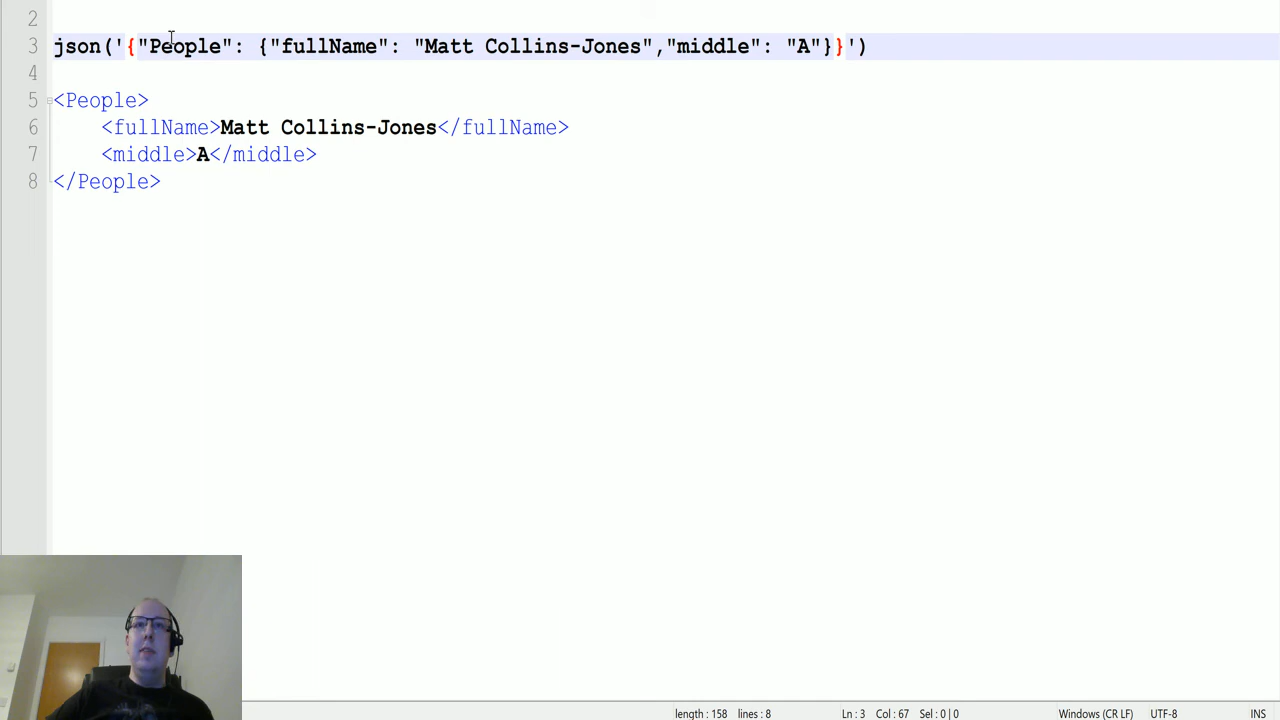 2
3 json('{"People": {"fullName": "Matt Collins-Jones","middle": "A"}}')
4
5 <People>
6 <fullName>Matt Collins-Jones</fullName>
7 <middle>A</middle>
8 </People>
length : 158 lines : 8 Ln : 3 Col : 67 Sel : 0 | 0 Windows (CR LF) UTF-8 INS